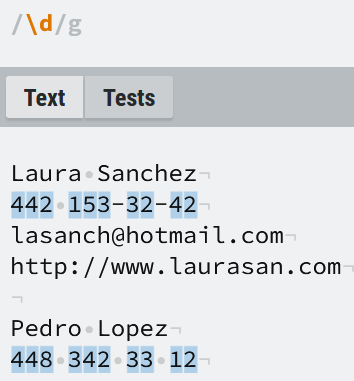 /\d/g
Text Tests
Laura Sanchez
442 153-32-42
lasanch@hotmail.com
http://www.laurasan.com
Pedro Lopez
448 342 33 12